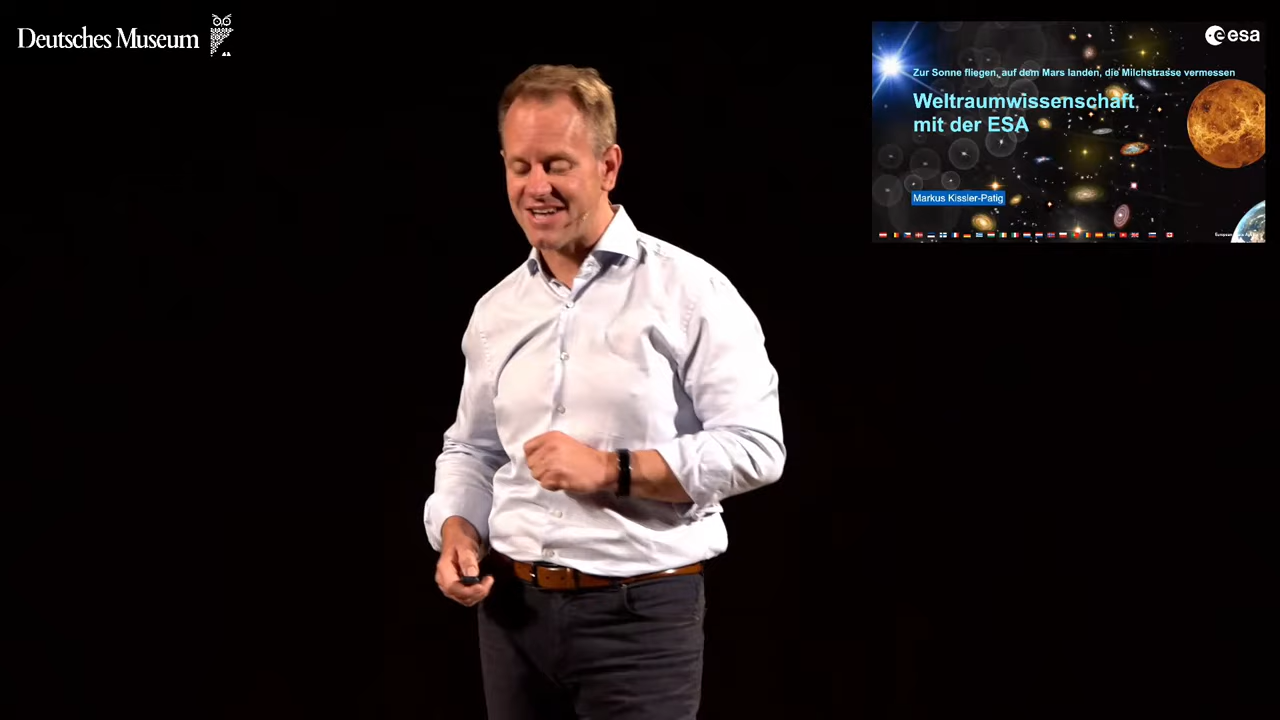 Deutsches Museum
esa
Zur Sonne fliegen, auf dem Mars landen, die Milchstrasse vermessen
Weltraumwissenschaft
mit der ESA
Markus Kissler-Patig